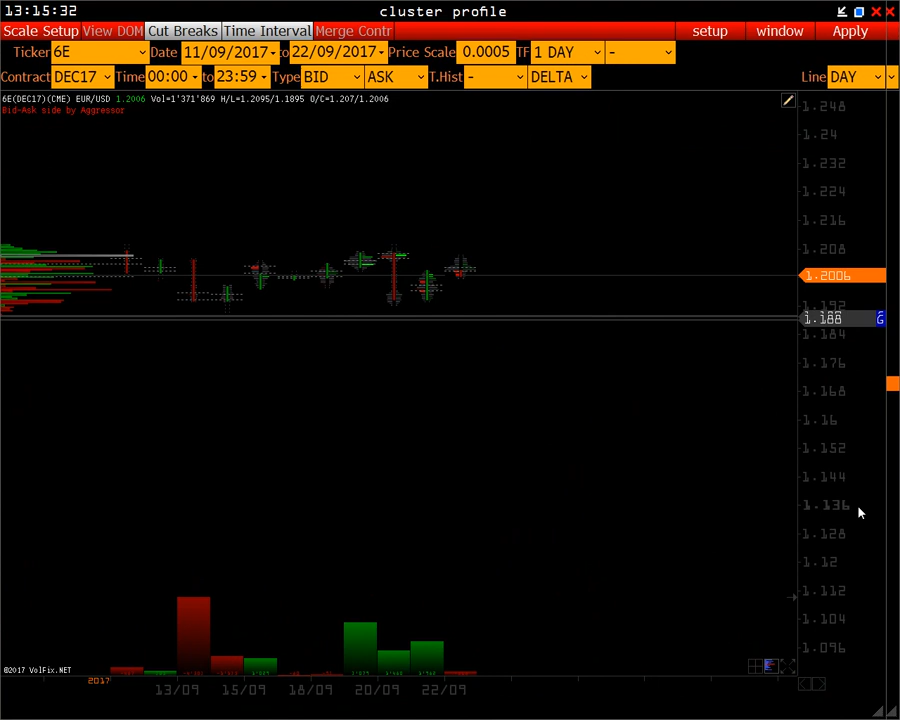 13:15:32 cluster profile
Scale Setup View DOM Cut Breaks Time Interval Merge Contr setup window Apply
Ticker 6E Date 11/09/2017 to 22/09/2017 Price Scale 0.0005 TF 1 DAY -
Contract DEC17 Time 00:00 to 23:59 Type BID ASK T.Hist - DELTA Line DAY
6E(DEC17)(CME) EUR/USD 1.2006 Vol=1'371'869 H/L=1.2095/1.1895 O/C=1.207/1.2006
Bid-Ask side by Aggressor
1.248
1.24
1.232
1.224
1.216
1.208
1.2006
1.192
1.188 G
1.184
1.176
1.168
1.16
1.152
1.144
1.136
1.128
1.12
1.112
1.104
1.096
©2017 VolFix.NET
2017 13/09 15/09 18/09 20/09 22/09